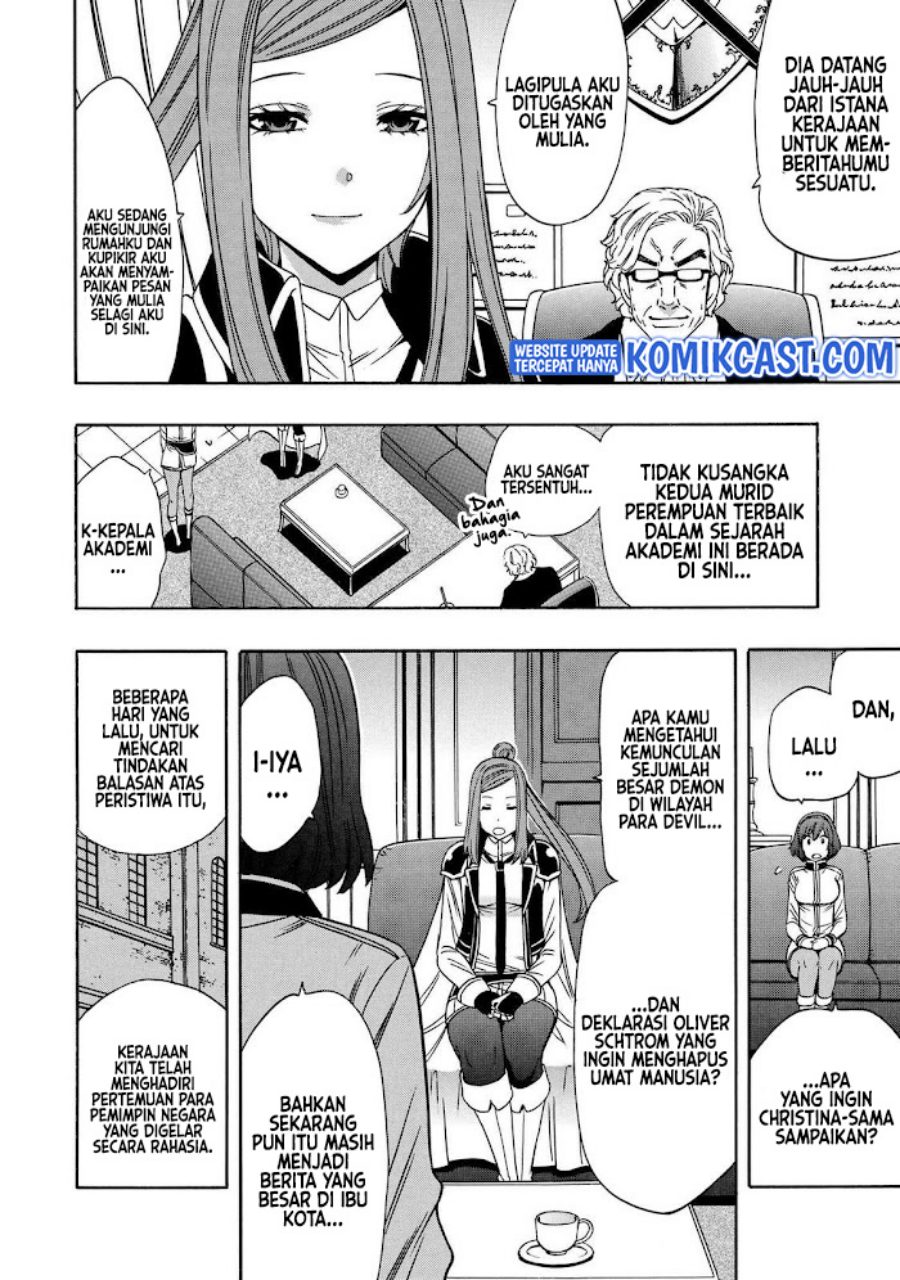 DIA DATANG
JAUH-JAUH
DARI ISTANA
KERAJAAN
UNTUK MEM-
BERITAHUMU
SESUATU.
LAGIPULA AKU
DITUGASKAN
OLEH YANG
MULIA.
AKU SEDANG
MENGUNJUNGI
RUMAHKU DAN
KUPIKIR AKU
AKAN MENYAM-
PAIKAN PESAN
YANG MULIA
SELAGI AKU
DI SINI.
WEBSITE UPDATE
TERCEPAT HANYA
KOMIKCAST.COM
TIDAK KUSANGKA
KEDUA MURID
PEREMPUAN TERBAIK
DALAM SEJARAH
AKADEMI INI BERADA
DI SINI...
AKU SANGAT
TERSENTUH...
Dan
bahagia
juga.
K-KEPALA
AKADEMI
...
DAN,
LALU
...
...APA
YANG INGIN
CHRISTINA-SAMA
SAMPAIKAN?
APA KAMU
MENGETAHUI
KEMUNCULAN
SEJUMLAH
BESAR DEMON
DI WILAYAH
PARA DEVIL...
...DAN
DEKLARASI OLIVER
SCHTROM YANG
INGIN MENGHAPUS
UMAT MANUSIA?
I-IYA
...
BAHKAN
SEKARANG
PUN ITU MASIH
MENJADI
BERITA YANG
BESAR DI IBU
KOTA...
BEBERAPA
HARI YANG
LALU, UNTUK
MENCARI
TINDAKAN
BALASAN ATAS
PERISTIWA ITU,
KERAJAAN
KITA TELAH
MENGHADIRI
PERTEMUAN PARA
PEMIMPIN NEGARA
YANG DIGELAR
SECARA RAHASIA.